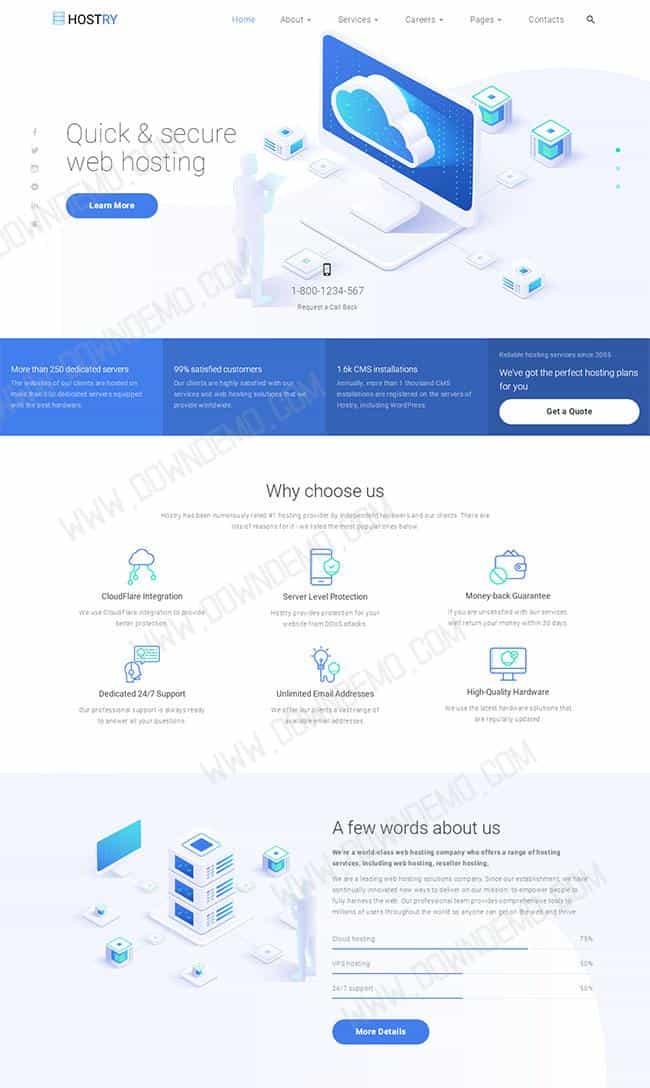 HOSTRY
Home
About
Services
Careers
Pages
Contacts
Quick & secure
web hosting
Learn More
1-800-1234-567
Request a Call Back
More than 250 dedicated servers
The websites of our clients are hosted on
more than 250 dedicated servers equipped
with the best hardware.
99% satisfied customers
Our clients are highly satisfied with our
services and web hosting solutions that we
provide worldwide.
1.6k CMS installations
Annually, more than 1 thousand CMS
installations are registered on the servers of
Hostry, including WordPress.
Reliable hosting services since
We've got the perfect hosting plans
for you
Get a Quote
Why choose us
Hostry has been numerously rated #1 hosting provider by independent reviewers and our clients. There are
lots of reasons for it - we listed the most popular ones below.
CloudFlare Integration
We use CloudFlare integration to provide
better protection.
Server Level Protection
Hostry provides protection for your
website from DDoS attacks.
Money-back Guarantee
If you are unsatisfied with our services,
we'll return your money within 30 days.
Dedicated 24/7 Support
Our professional support is always ready
to answer all your questions.
Unlimited Email Addresses
We offer our clients a vast range of
available email addresses.
High-Quality Hardware
We use the latest hardware solutions that
are regularly updated.
A few words about us
We're a world-class web hosting company who offers a range of hosting
services, including web hosting, reseller hosting,
We are a leading web hosting solutions company. Since our establishment, we have
continually innovated new ways to deliver on our mission: to empower people to
fully harness the web. Our professional team provides comprehensive tools to
millions of users throughout the world so anyone can get on the web and thrive.
Cloud hosting
75%
VPS hosting
50%
24/7 support
50%
More Details
WWW.DOWNDEMO.COM
WWW.DOWNDEMO.COM
WWW.DOWNDEMO.COM
WWW.DOWNDEMO.COM
WWW.DOWNDEMO.COM